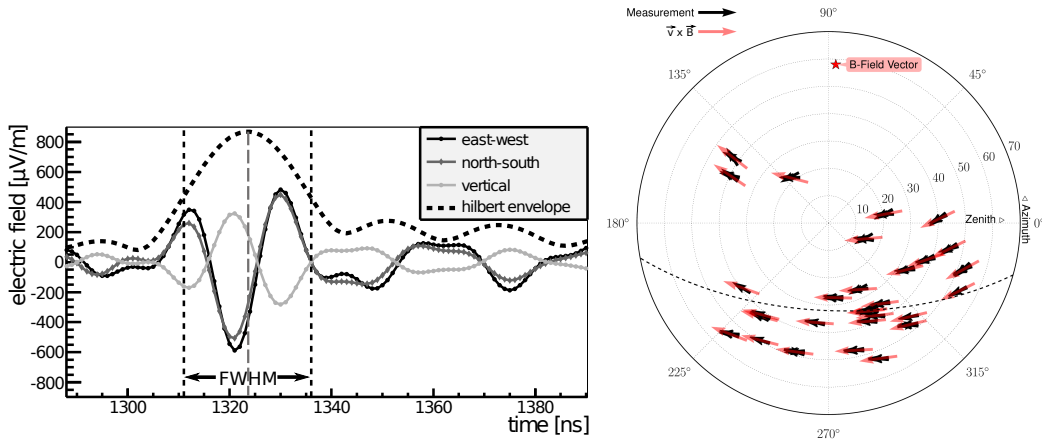 electric field [μV/m]
800
600
400
200
0
-200
-400
-600
-800
east-west
north-south
vertical
hilbert envelope
FWHM
1300
1320
1340
1360
1380
time [ns]
Measurement
v x B
B-Field Vector
90°
45°
135°
180°
225°
270°
315°
0°
10
20
30
40
50
60
70
Zenith ▷
◁ Azimuth